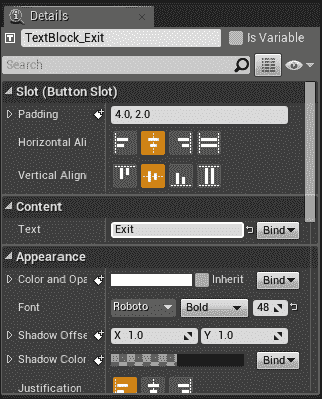 Details
TextBlock_Exit
Is Variable
Search
Slot (Button Slot)
Padding 4.0, 2.0
Horizontal Ali
Vertical Alignn
Content
Text Exit Bind
Appearance
Color and Opa Inherit Bind
Font Roboto Bold 48
Shadow Offse X 1.0 Y 1.0
Shadow Color Bind
Justification